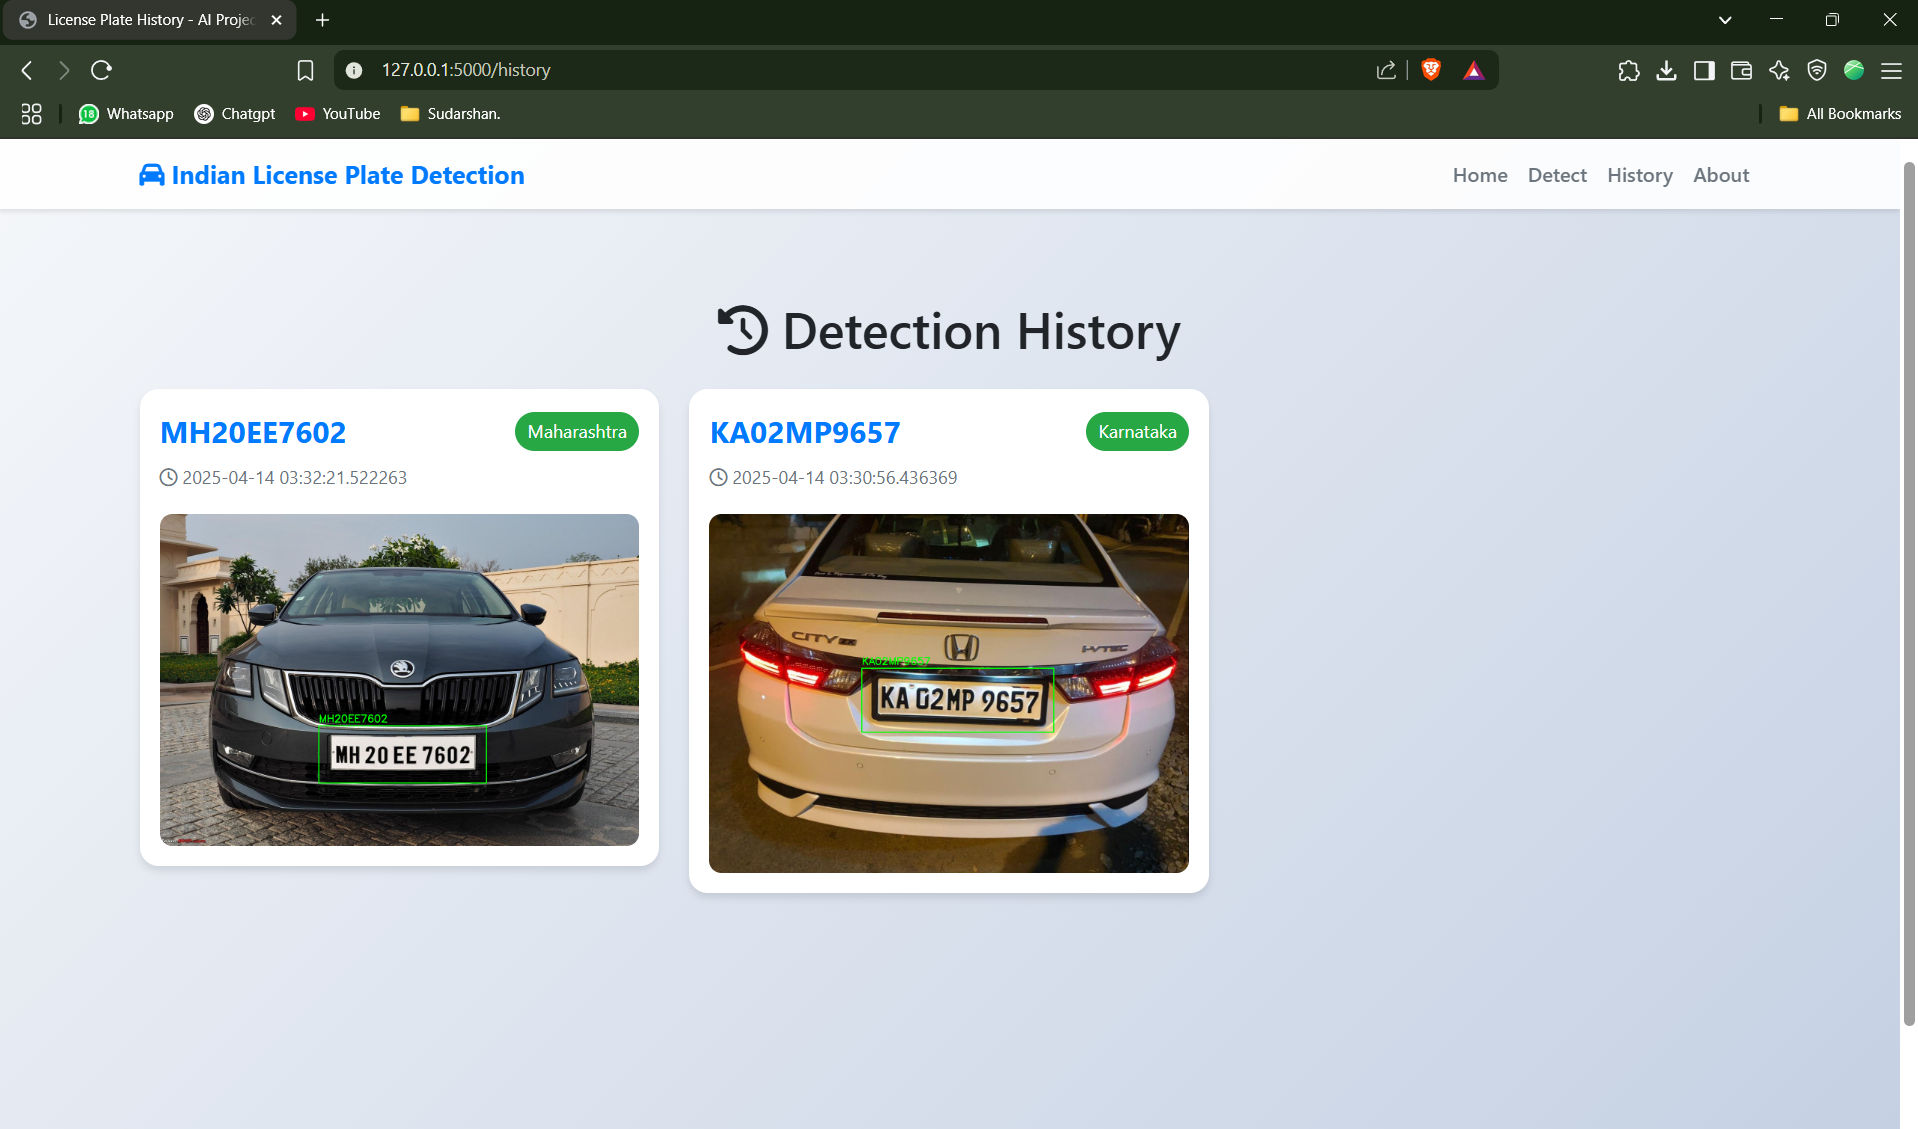 License Plate History - AI Projec
127.0.0.1:5000/history
18
Whatsapp
Chatgpt
YouTube
Sudarshan.
All Bookmarks
Indian License Plate Detection
Home
Detect
History
About
Detection History
MH20EE7602
Maharashtra
2025-04-14 03:32:21.522263
MH20EE7602
MH 20 EE 7602
KA02MP9657
Karnataka
2025-04-14 03:30:56.436369
CITY ZX
i-VTEC
KA02MP9657
KA 02MP 9657